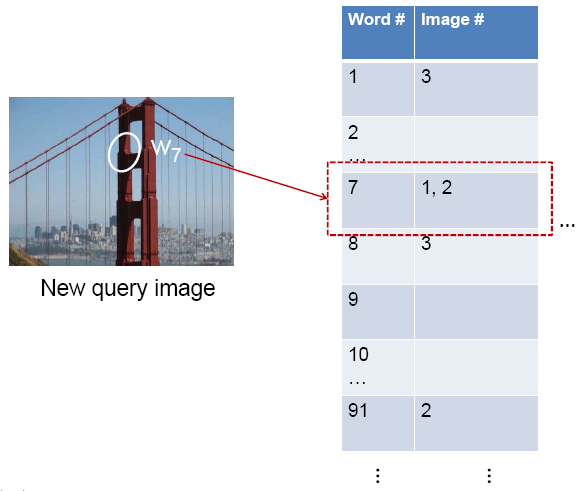 Word # Image #
1 3
2
...
W7
7 1, 2
...
8 3
New query image
9
10
...
91 2
⋮ ⋮